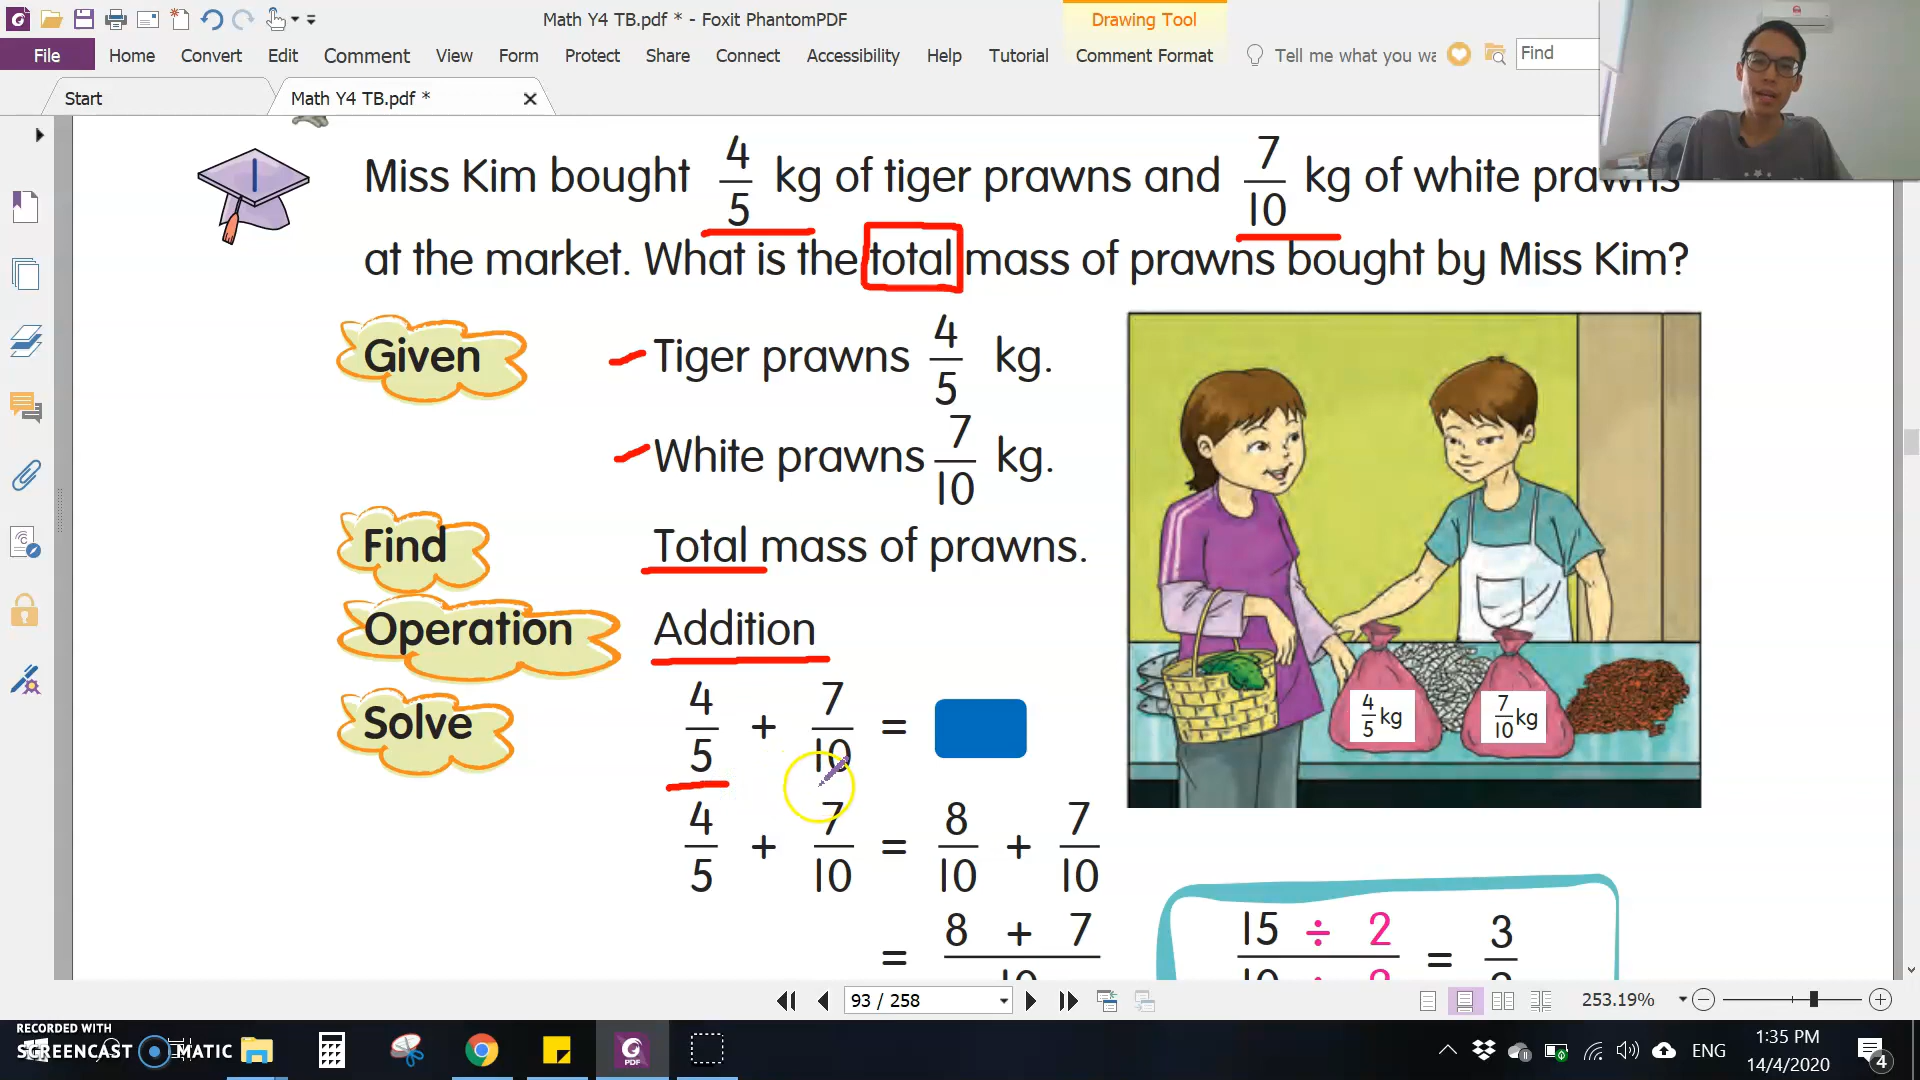 Math Y4 TB.pdf * - Foxit PhantomPDF
Drawing Tool
File Home Convert Edit Comment View Form Protect Share Connect Accessibility Help Tutorial Comment Format Tell me what you wa Find
Start Math Y4 TB.pdf *
1
Miss Kim bought 4/5 kg of tiger prawns and 7/10 kg of white prawns
at the market. What is the total mass of prawns bought by Miss Kim?
Given Tiger prawns 4/5 kg.
White prawns 7/10 kg.
Find Total mass of prawns.
Operation Addition
Solve 4/5 + 7/10 =
4/5 kg 7/10 kg
4/5 + 7/10 = 8/10 + 7/10
= 8 + 7
15 ÷ 2 = 3
93 / 258
253.19%
RECORDED WITH
SCREENCAST MATIC
PDF
ENG
1:35 PM
14/4/2020
4